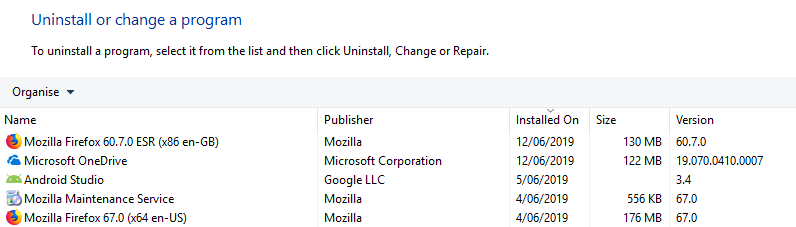 Uninstall or change a program
To uninstall a program, select it from the list and then click Uninstall, Change or Repair.
Organise
Name Publisher Installed On Size Version
Mozilla Firefox 60.7.0 ESR (x86 en-GB) Mozilla 12/06/2019 130 MB 60.7.0
Microsoft OneDrive Microsoft Corporation 12/06/2019 122 MB 19.070.0410.0007
Android Studio Google LLC 5/06/2019 3.4
Mozilla Maintenance Service Mozilla 4/06/2019 556 KB 67.0
Mozilla Firefox 67.0 (x64 en-US) Mozilla 4/06/2019 176 MB 67.0